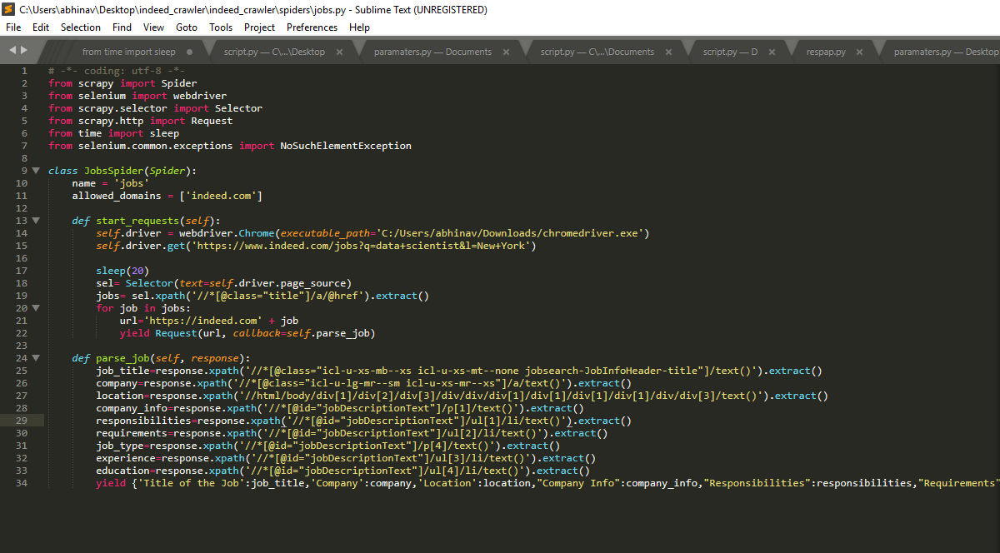 C:\Users\abhinav\Desktop\indeed_crawler\indeed_crawler\spiders\jobs.py - Sublime Text (UNREGISTERED)
File Edit Selection Find View Goto Tools Project Preferences Help
from time import sleep script.py — C\...\Desktop paramaters.py — Documents script.py — C\...\Documents script.py — D respap.py paramaters.py — Desktop
1 # -*- coding: utf-8 -*-
2 from scrapy import Spider
3 from selenium import webdriver
4 from scrapy.selector import Selector
5 from scrapy.http import Request
6 from time import sleep
7 from selenium.common.exceptions import NoSuchElementException
8
9 class JobsSpider(Spider):
10     name = 'jobs'
11     allowed_domains = ['indeed.com']
12
13     def start_requests(self):
14         self.driver = webdriver.Chrome(executable_path='C:/Users/abhinav/Downloads/chromedriver.exe')
15         self.driver.get('https://www.indeed.com/jobs?q=data+scientist&l=New+York')
16
17         sleep(20)
18         sel= Selector(text=self.driver.page_source)
19         jobs= sel.xpath('//*[@class="title"]/a/@href').extract()
20         for job in jobs:
21             url='https://indeed.com' + job
22             yield Request(url, callback=self.parse_job)
23
24     def parse_job(self, response):
25         job_title=response.xpath('//*[@class="icl-u-xs-mb--xs icl-u-xs-mt--none jobsearch-JobInfoHeader-title"]/text()').extract()
26         company=response.xpath('//*[@class="icl-u-lg-mr--sm icl-u-xs-mr--xs"]/a/text()').extract()
27         location=response.xpath('//html/body/div[1]/div[2]/div[3]/div/div/div[1]/div[1]/div[1]/div[1]/div/div[3]/text()').extract()
28         company_info=response.xpath('//*[@id="jobDescriptionText"]/p[1]/text()').extract()
29         responsibilities=response.xpath('//*[@id="jobDescriptionText"]/ul[1]/li/text()').extract()
30         requirements=response.xpath('//*[@id="jobDescriptionText"]/ul[2]/li/text()').extract()
31         job_type=response.xpath('//*[@id="jobDescriptionText"]/p[4]/text()').extract()
32         experience=response.xpath('//*[@id="jobDescriptionText"]/ul[3]/li/text()').extract()
33         education=response.xpath('//*[@id="jobDescriptionText"]/ul[4]/li/text()').extract()
34         yield {'Title of the Job':job_title,'Company':company,'Location':location,"Company Info":company_info,"Responsibilities":responsibilities,"Requirements"